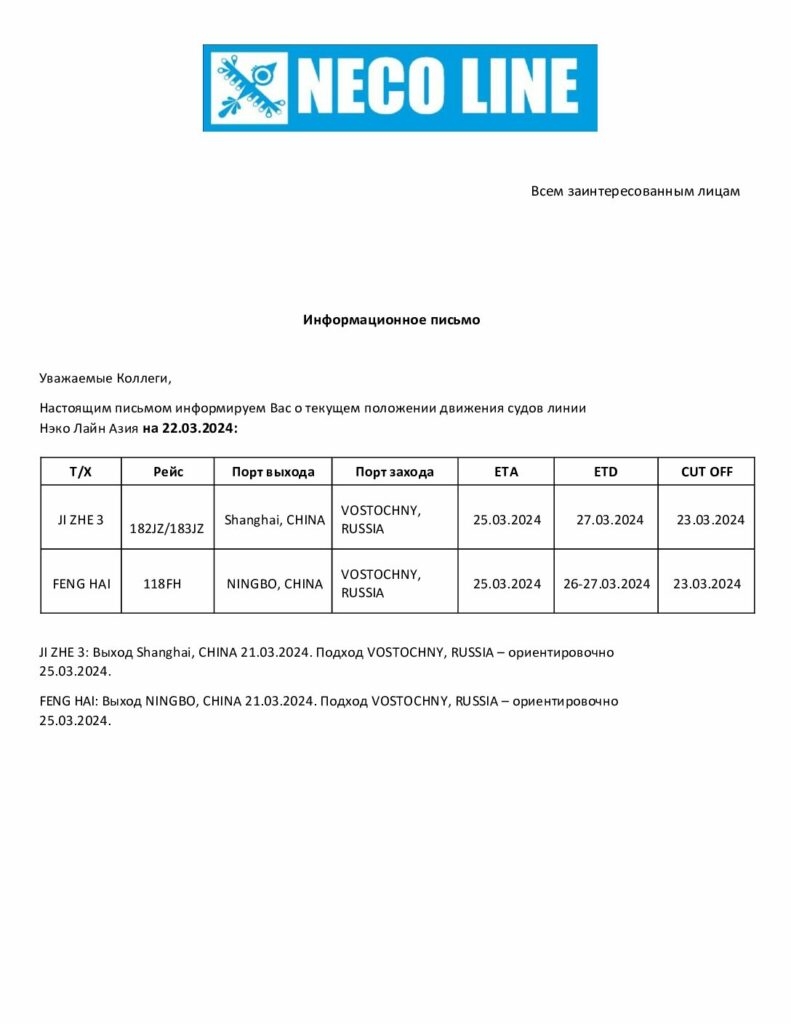 NECO LINE
Всем заинтересованным лицам
Информационное письмо
Уважаемые Коллеги,
Настоящим письмом информируем Вас о текущем положении движения судов линии
Нэко Лайн Азия на 22.03.2024:
Т/Х Рейс Порт выхода Порт захода ETA ETD CUT OFF
JI ZHE 3 182JZ/183JZ Shanghai, CHINA VOSTOCHNY, RUSSIA 25.03.2024 27.03.2024 23.03.2024
FENG HAI 118FH NINGBO, CHINA VOSTOCHNY, RUSSIA 25.03.2024 26-27.03.2024 23.03.2024
JI ZHE 3: Выход Shanghai, CHINA 21.03.2024. Подход VOSTOCHNY, RUSSIA – ориентировочно
25.03.2024.
FENG HAI: Выход NINGBO, CHINA 21.03.2024. Подход VOSTOCHNY, RUSSIA – ориентировочно
25.03.2024.